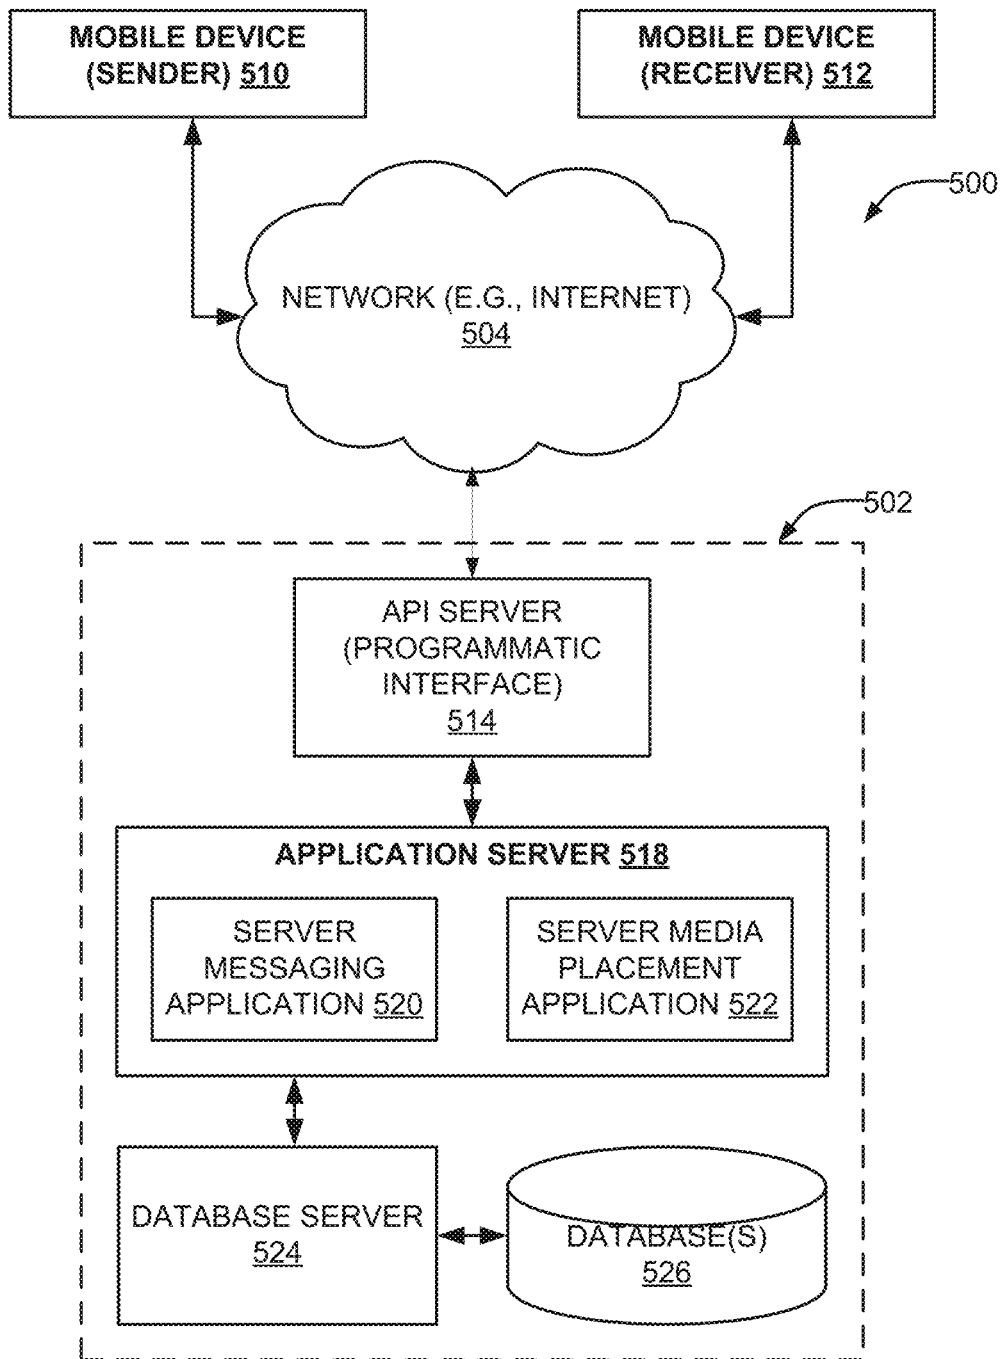 MOBILE DEVICE
(SENDER) 510
MOBILE DEVICE
(RECEIVER) 512
500
NETWORK (E.G., INTERNET)
504
502
API SERVER
(PROGRAMMATIC
INTERFACE)
514
APPLICATION SERVER 518
SERVER
MESSAGING
APPLICATION 520
SERVER MEDIA
PLACEMENT
APPLICATION 522
DATABASE SERVER
524
DATABASE(S)
526